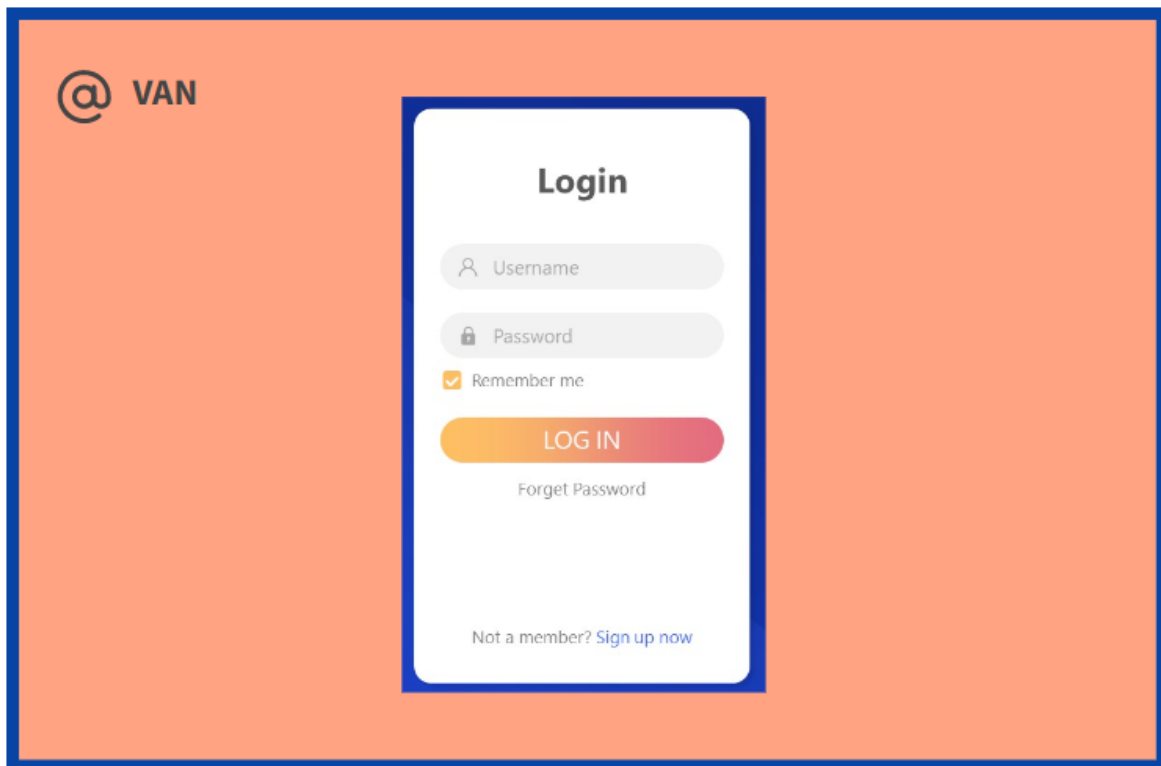 @ VAN
Login
Username
Password
Remember me
LOG IN
Forget Password
Not a member? Sign up now